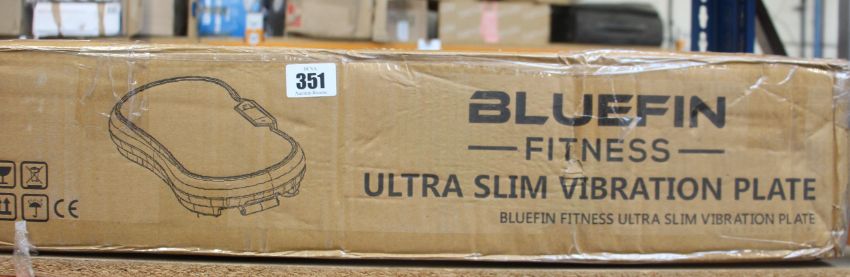 351
BLUEFIN
FITNESS
ULTRA SLIM VIBRATION PLATE
BLUEFIN FITNESS ULTRA SLIM VIBRATION PLATE
CE